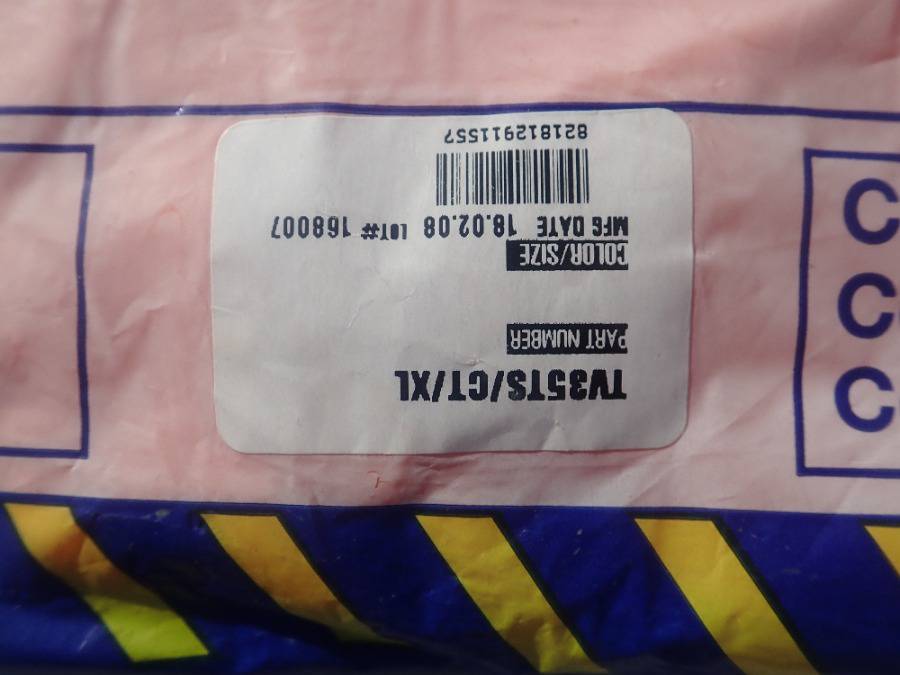 TV35TS/CT/XL
PART NUMBER
COLOR/SIZE
MFG DATE 18.02.08 LOT# 168007
821812911557
C
C
C